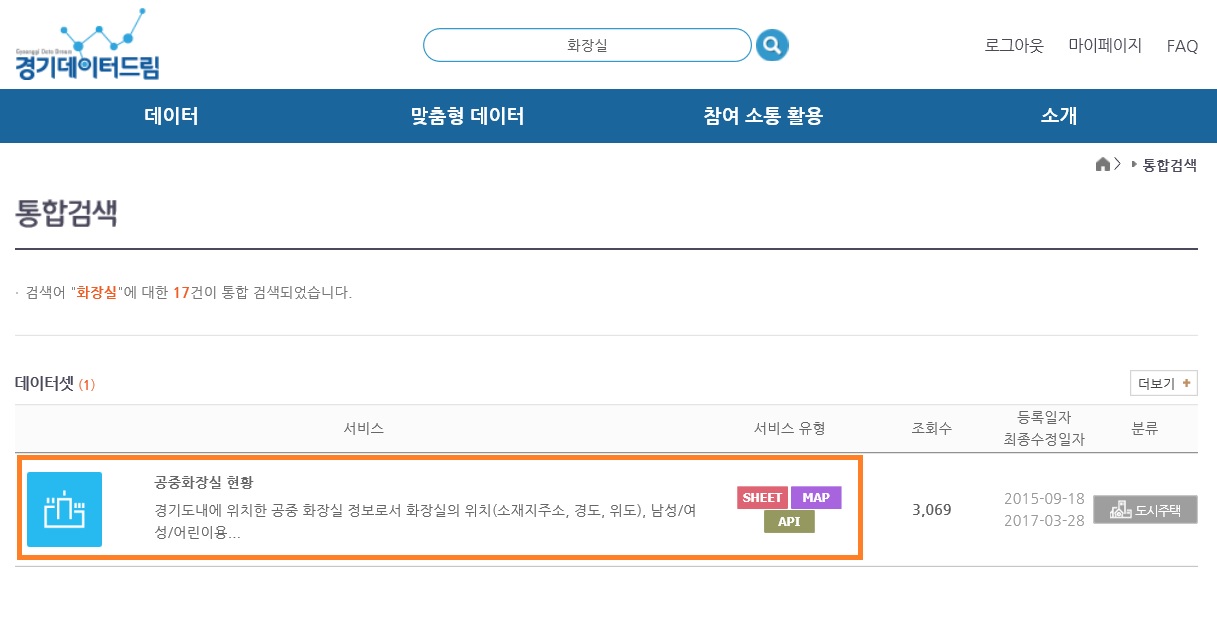 Gyeonggi Data Dream
경기데이터드림
화장실
로그아웃 마이페이지 FAQ
데이터 맞춤형 데이터 참여 소통 활용 소개
통합검색
통합검색
· 검색어 "화장실"에 대한 17건이 통합 검색되었습니다.
데이터셋 (1)
더보기 +
서비스 서비스 유형 조회수 등록일자 분류
최종수정일자
공중화장실 현황
경기도내에 위치한 공중 화장실 정보로서 화장실의 위치(소재지주소, 경도, 위도), 남성/여
성/어린이용...
SHEET MAP
API
3,069
2015-09-18
2017-03-28
도시주택